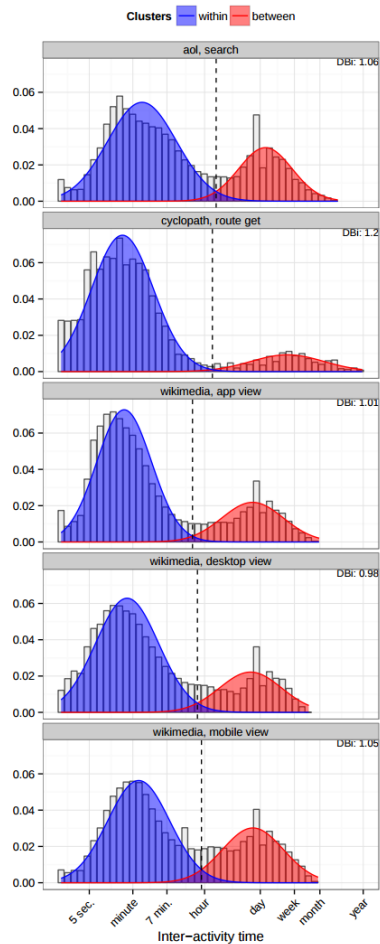 Clusters within between
aol, search
DBi: 1.06
0.06
0.04
0.02
0.00
cyclopath, route get
DBi: 1.2
0.06
0.04
0.02
0.00
wikimedia, app view
DBi: 1.01
0.06
0.04
0.02
0.00
wikimedia, desktop view
DBi: 0.98
0.06
0.04
0.02
0.00
wikimedia, mobile view
DBi: 1.05
0.06
0.04
0.02
0.00
5 sec. minute 7 min. hour day week month year
Inter−activity time